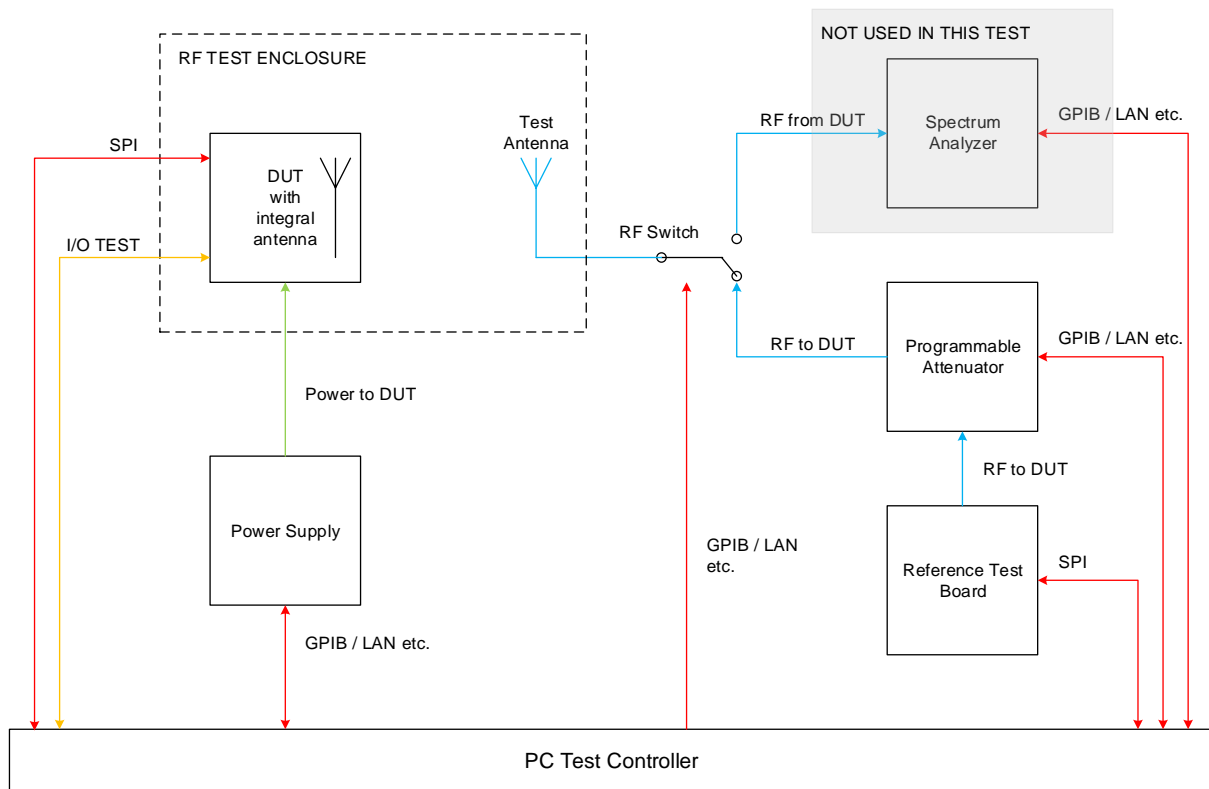 NOT USED IN THIS TEST
RF TEST ENCLOSURE
Test
Antenna
RF from DUT
Spectrum
Analyzer
GPIB / LAN etc.
SPI
DUT
with
integral
antenna
I/O TEST
RF Switch
RF to DUT
Programmable
Attenuator
GPIB / LAN etc.
Power to DUT
RF to DUT
Power Supply
GPIB / LAN
etc.
Reference Test
Board
SPI
GPIB / LAN etc.
PC Test Controller